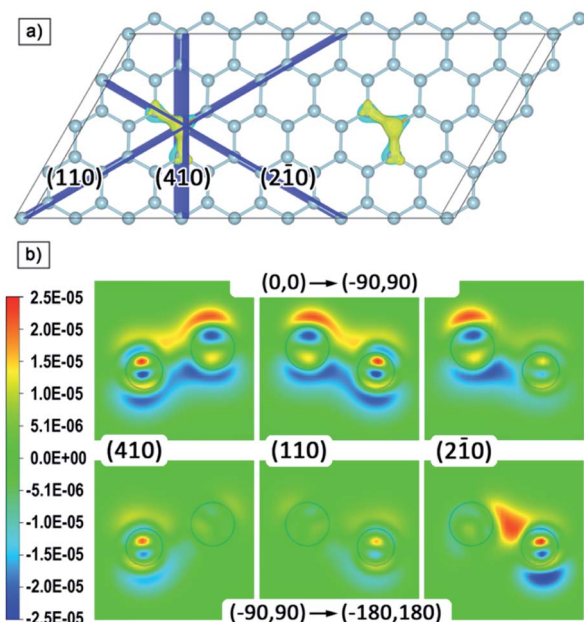 a)
(110) (410) (21̄0)
b)
(0,0)→(-90,90)
2.5E-05
2.0E-05
1.5E-05
1.0E-05
5.1E-06
0.0E+00
-5.1E-06
-1.0E-05
-1.5E-05
-2.0E-05
-2.5E-05
(410) (110) (21̄0)
(-90,90)→(-180,180)